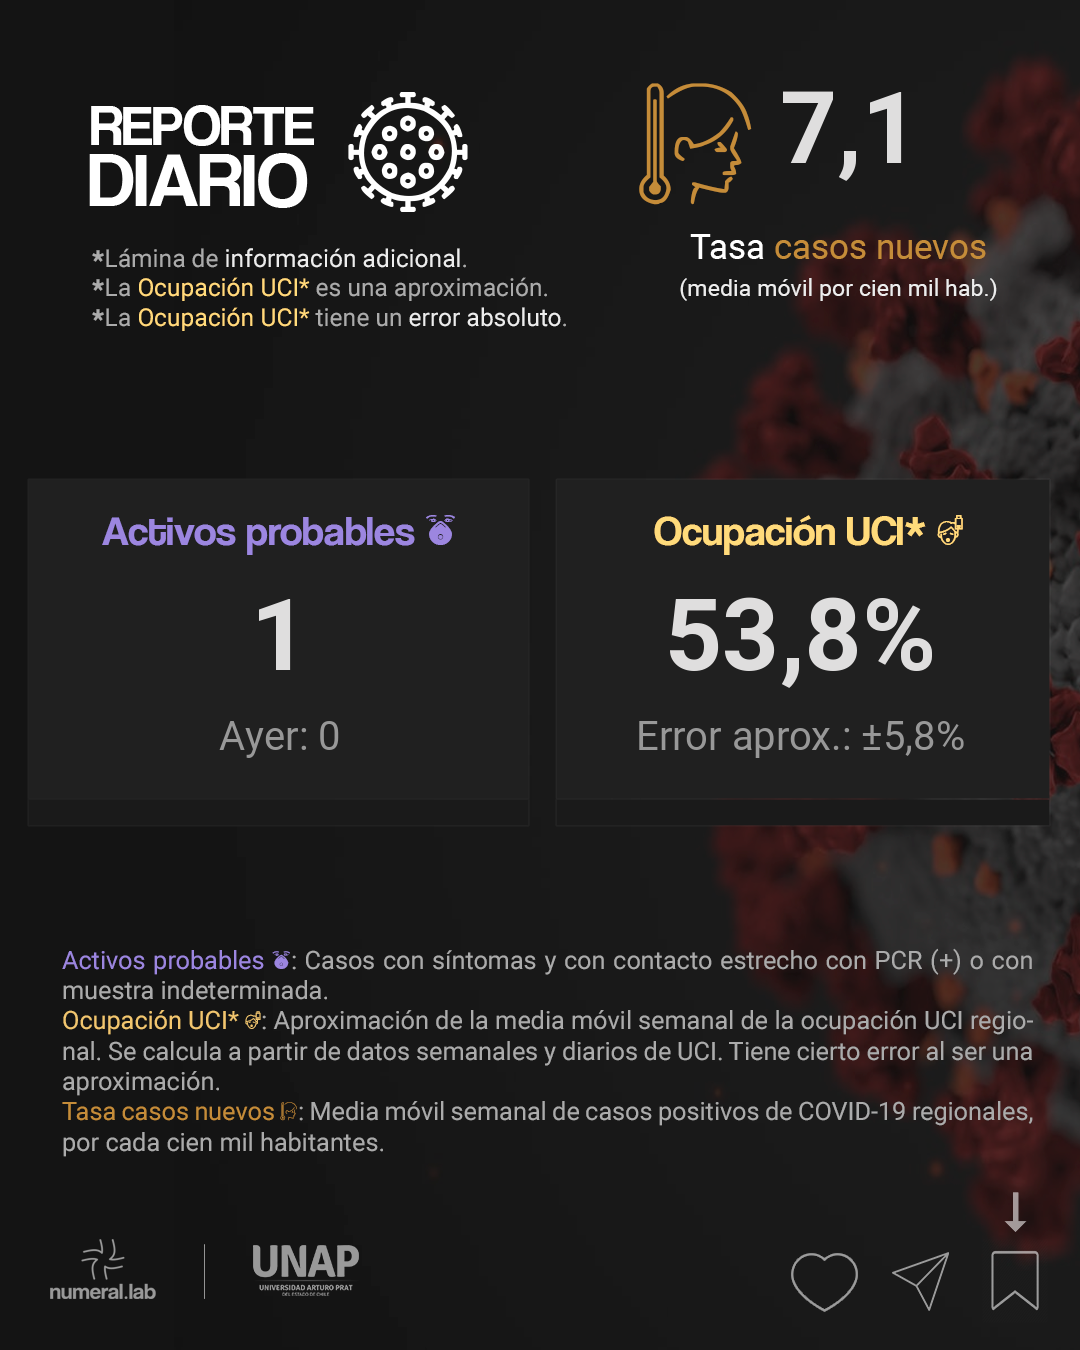 REPORTE
DIARIO
*Lámina de información adicional.
*La Ocupación UCI* es una aproximación.
*La Ocupación UCI* tiene un error absoluto.
7,1
Tasa casos nuevos
(media móvil por cien mil hab.)
Activos probables
1
Ayer: 0
Ocupación UCI*
53,8%
Error aprox.: ±5,8%
Activos probables : Casos con síntomas y con contacto estrecho con PCR (+) o con
muestra indeterminada.
Ocupación UCI* : Aproximación de la media móvil semanal de la ocupación UCI regio-
nal. Se calcula a partir de datos semanales y diarios de UCI. Tiene cierto error al ser una
aproximación.
Tasa casos nuevos : Media móvil semanal de casos positivos de COVID-19 regionales,
por cada cien mil habitantes.
numeral.lab
UNAP
UNIVERSIDAD ARTURO PRAT
DEL ESTADO DE CHILE